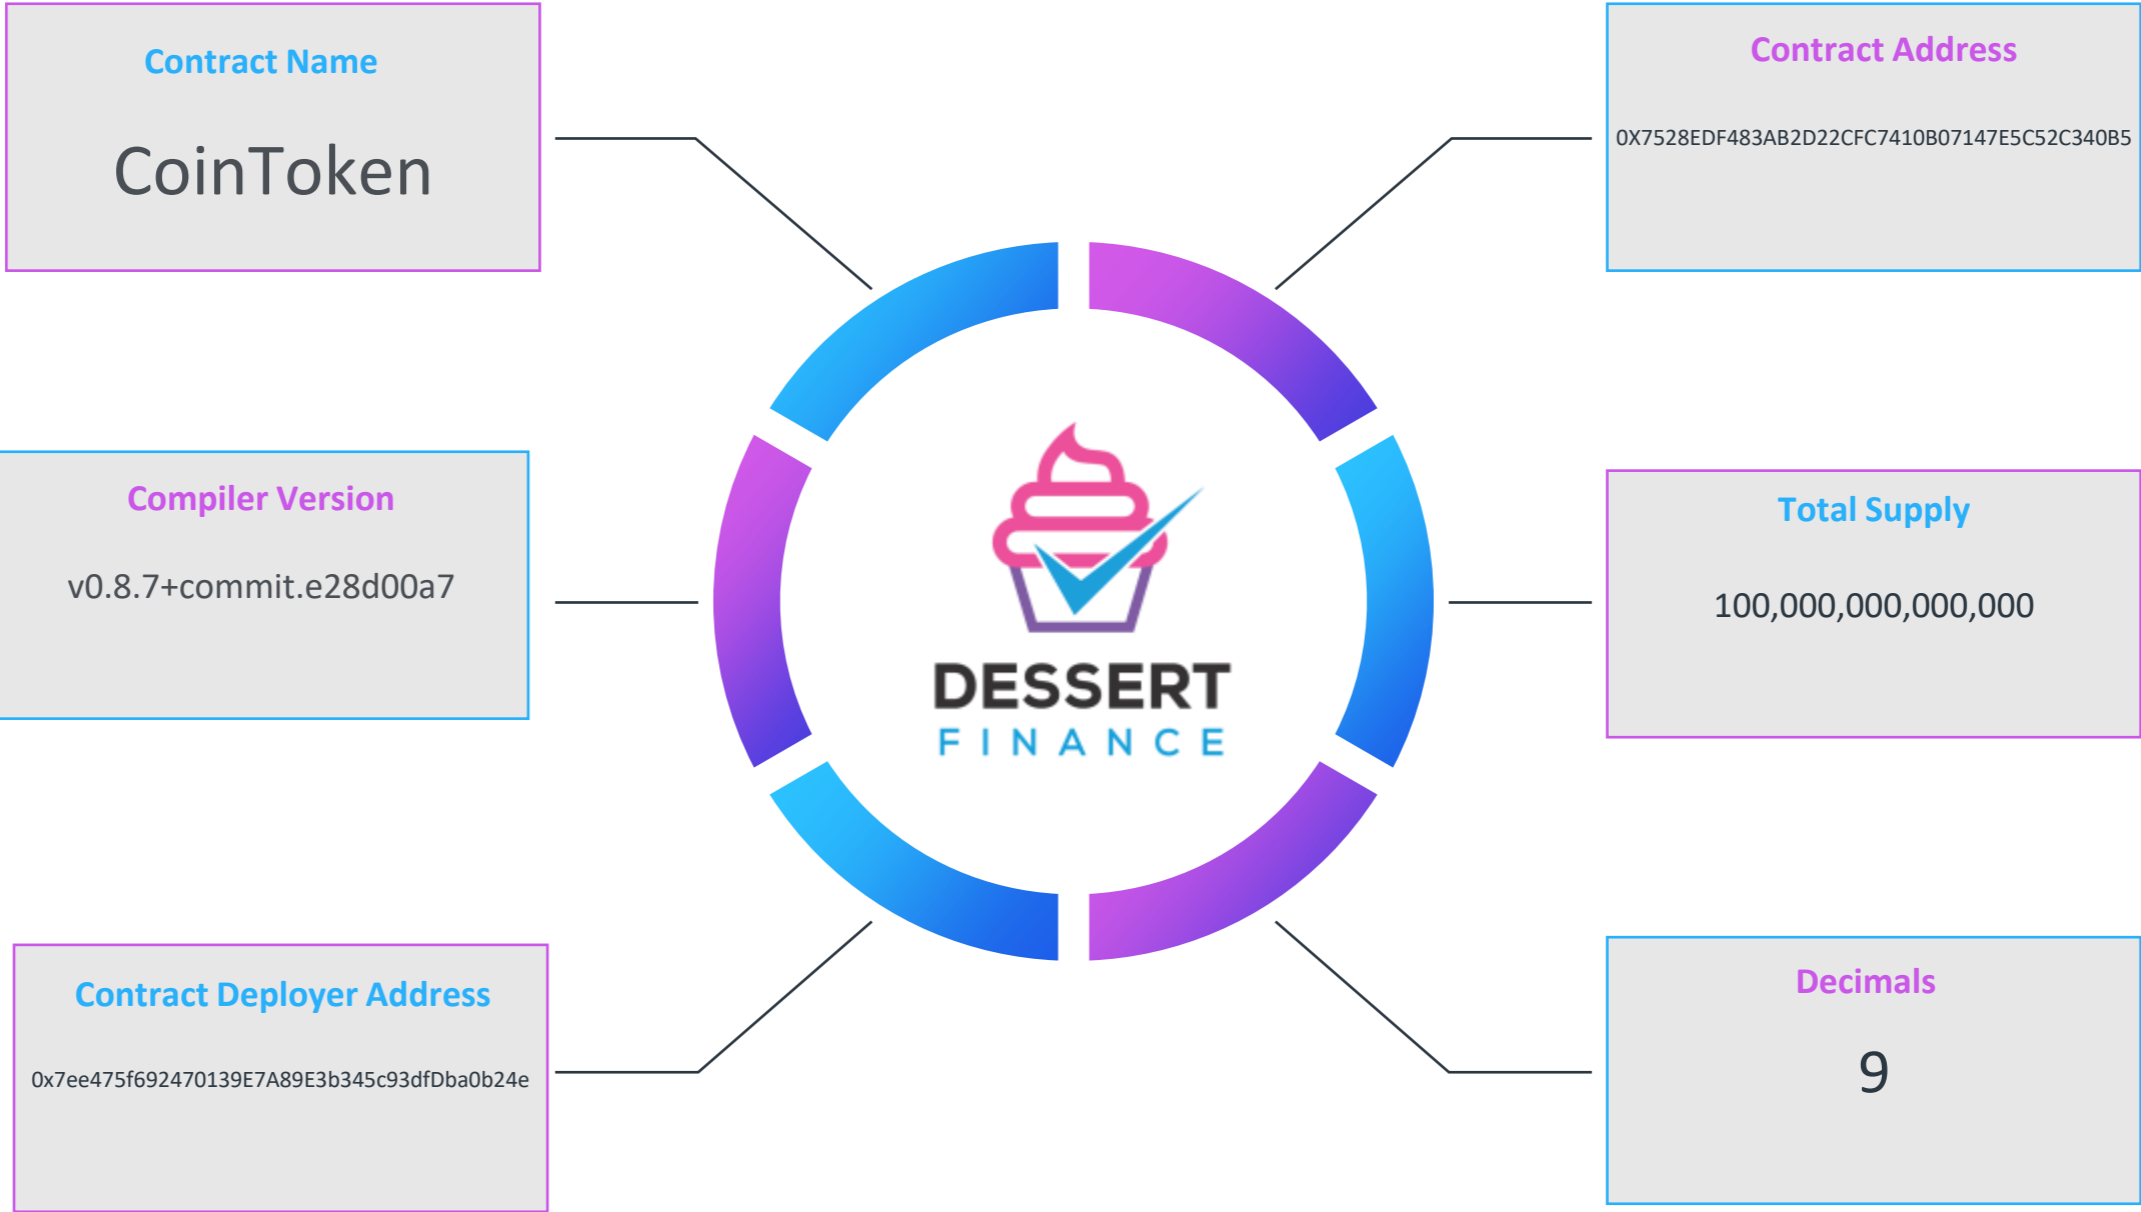 Contract Name
CoinToken
Contract Address
0X7528EDF483AB2D22CFC7410B07147E5C52C340B5
Compiler Version
v0.8.7+commit.e28d00a7
DESSERT
FINANCE
Total Supply
100,000,000,000,000
Contract Deployer Address
0x7ee475f692470139E7A89E3b345c93dfDba0b24e
Decimals
9